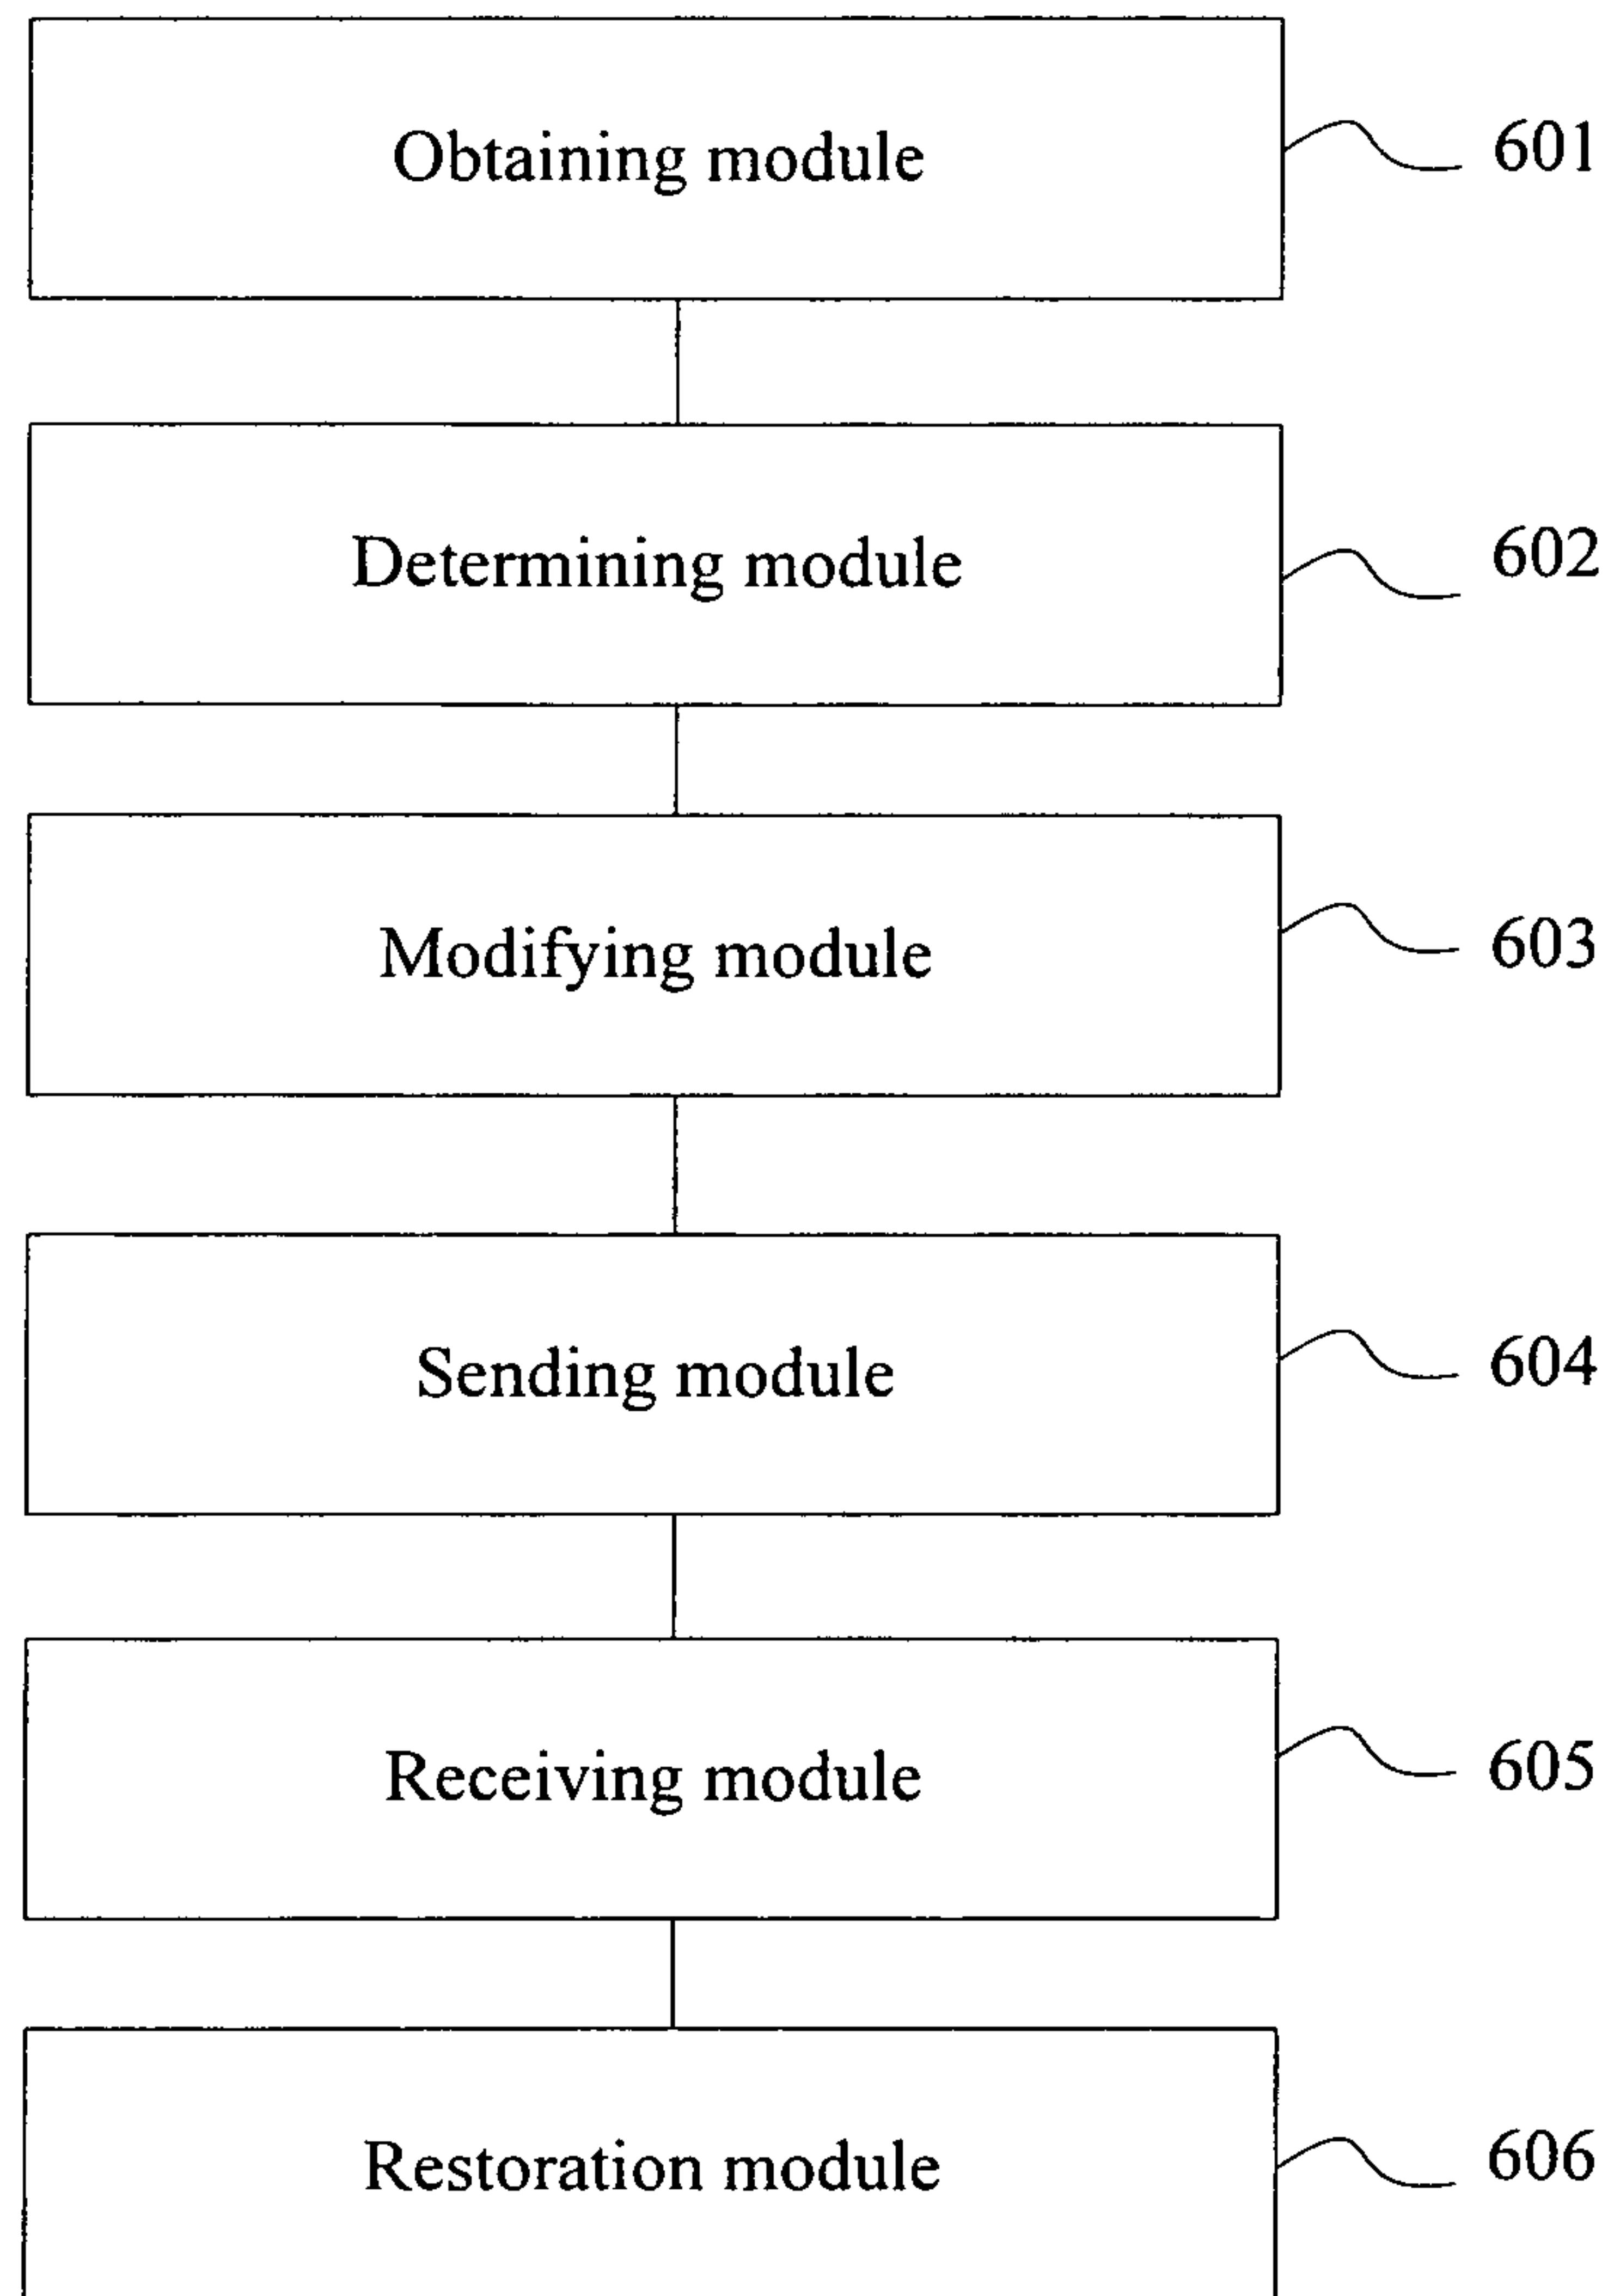 Obtaining module 601
Determining module 602
Modifying module 603
Sending module 604
Receiving module 605
Restoration module 606